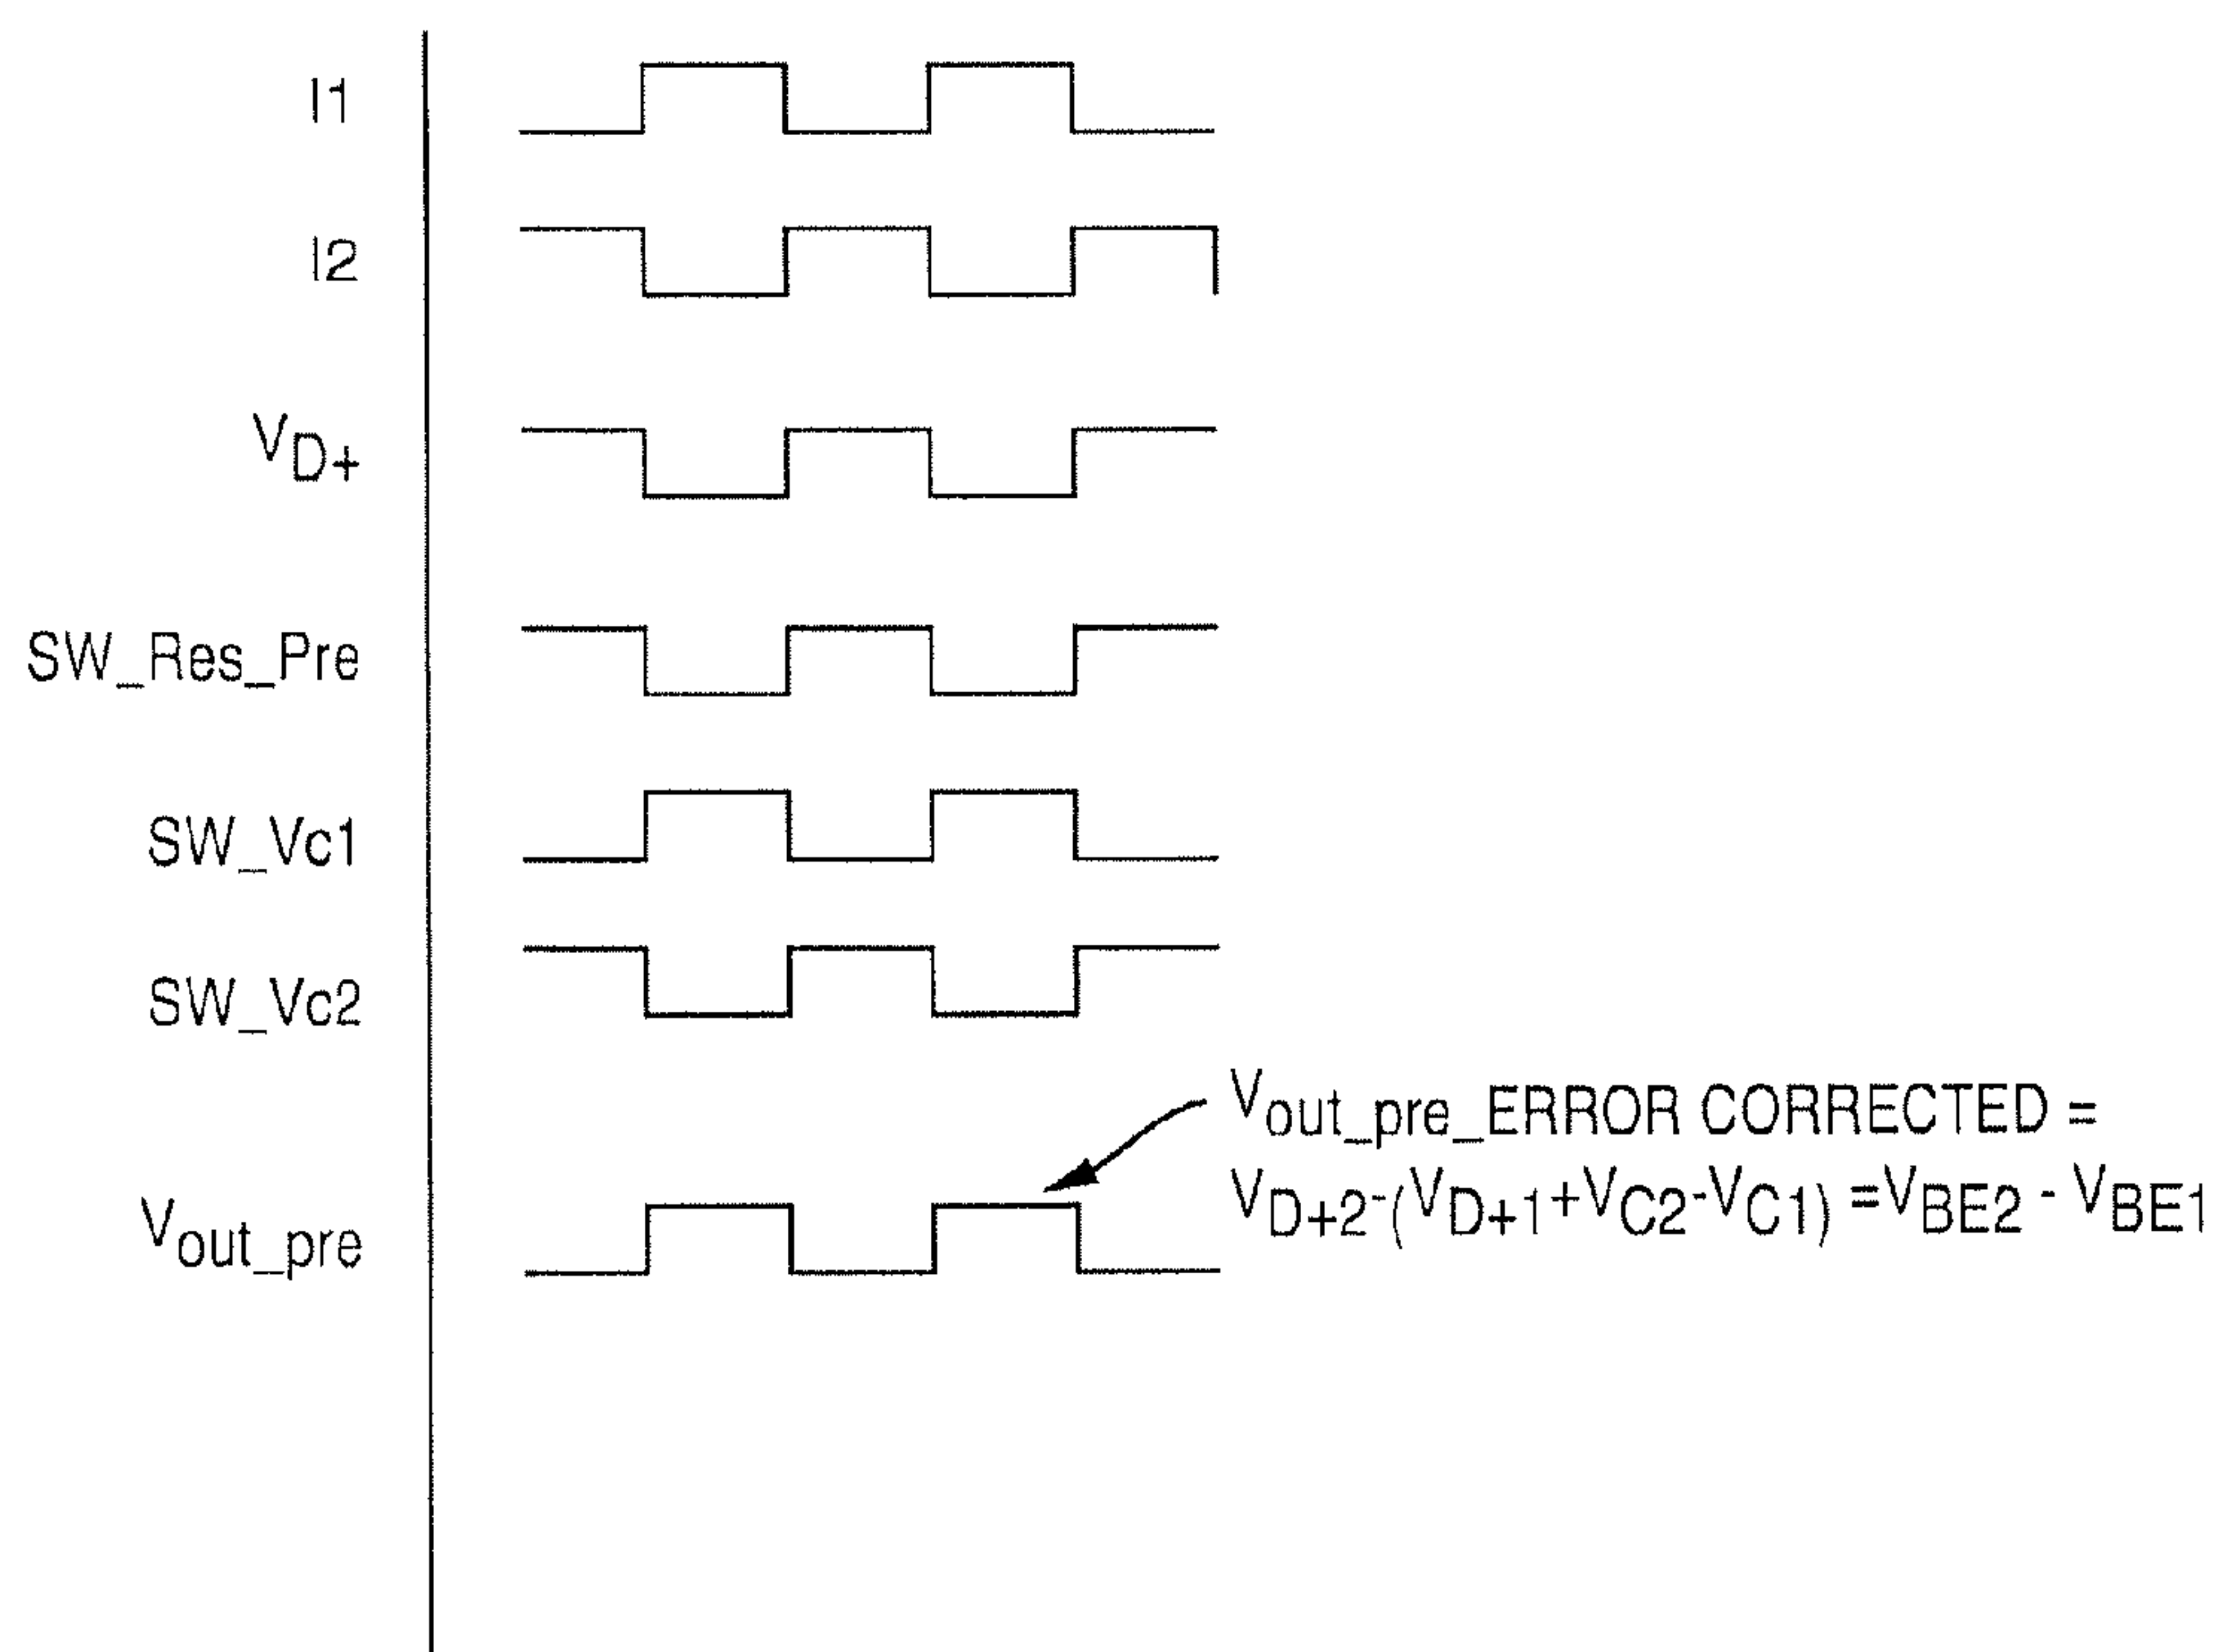 I1
I2
VD+
SW_Res_Pre
SW_Vc1
SW_Vc2
Vout_pre_ERROR CORRECTED =
VD+2-(VD+1+VC2-VC1) =VBE2 - VBE1
Vout_pre